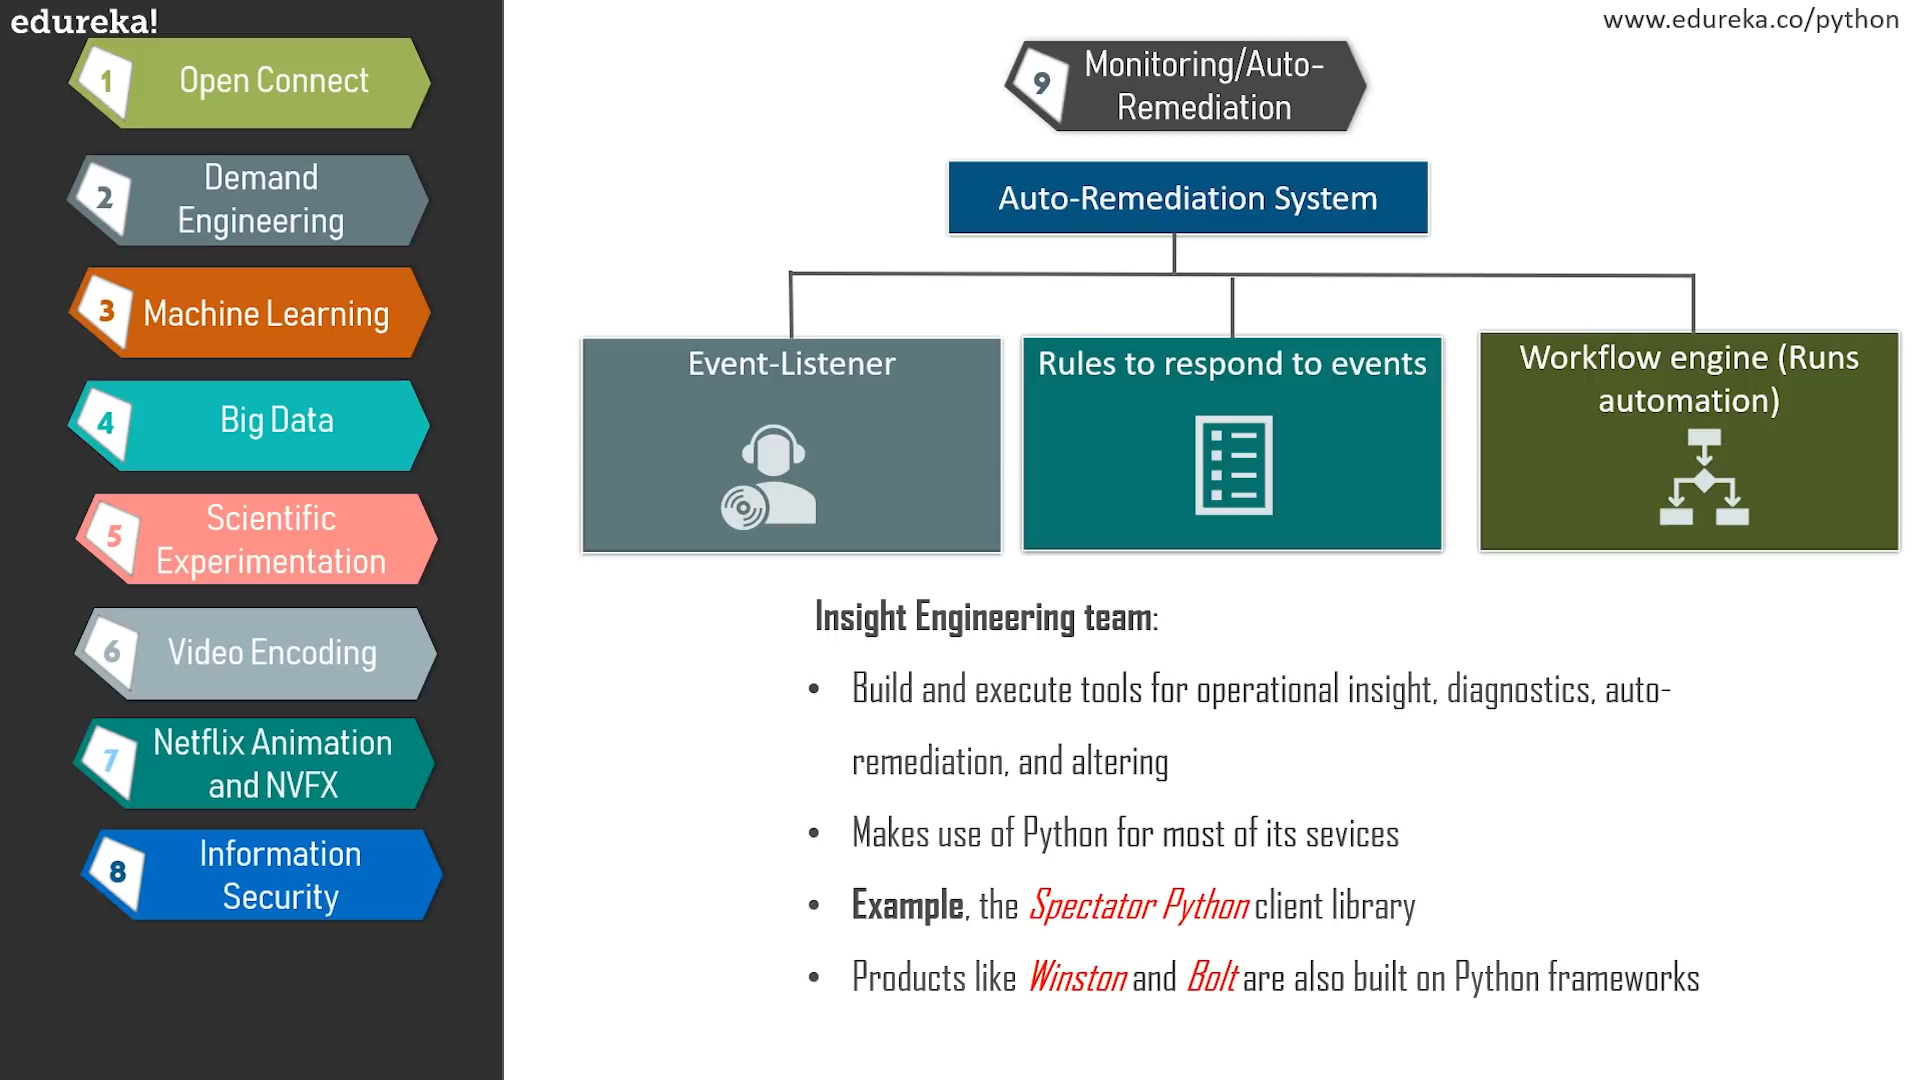 edureka!
www.edureka.co/python
1
Open Connect
2
Demand
Engineering
3
Machine Learning
4
Big Data
5
Scientific
Experimentation
6
Video Encoding
7
Netflix Animation
and NVFX
8
Information
Security
9
Monitoring/Auto-
Remediation
Auto-Remediation System
Event-Listener
Rules to respond to events
Workflow engine (Runs
automation)
Insight Engineering team:
• Build and execute tools for operational insight, diagnostics, auto-
remediation, and altering
• Makes use of Python for most of its sevices
• Example, the Spectator Python client library
• Products like Winston and Bolt are also built on Python frameworks